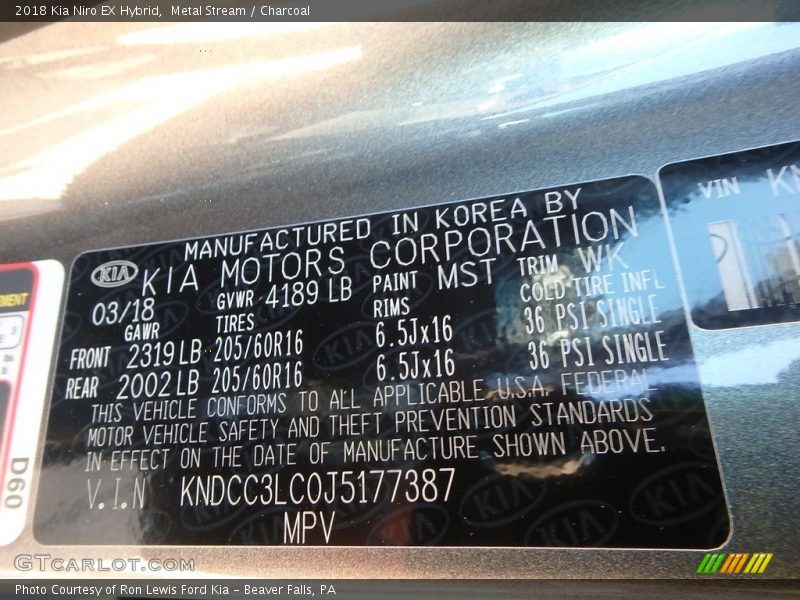 2018 Kia Niro EX Hybrid, Metal Stream / Charcoal
MANUFACTURED IN KOREA BY
KIA KIA MOTORS CORPORATION
03/18 GVWR 4189 LB PAINT MST TRIM WK
GAWR TIRES RIMS COLD TIRE INFL
FRONT 2319 LB 205/60R16 6.5Jx16 36 PSI SINGLE
REAR 2002 LB 205/60R16 6.5Jx16 36 PSI SINGLE
THIS VEHICLE CONFORMS TO ALL APPLICABLE U.S.A. FEDERAL
MOTOR VEHICLE SAFETY AND THEFT PREVENTION STANDARDS
IN EFFECT ON THE DATE OF MANUFACTURE SHOWN ABOVE.
V.I.N KNDCC3LC0J5177387
MPV
VIN KN
D60
GTCARLOT.COM
Photo Courtesy of Ron Lewis Ford Kia - Beaver Falls, PA